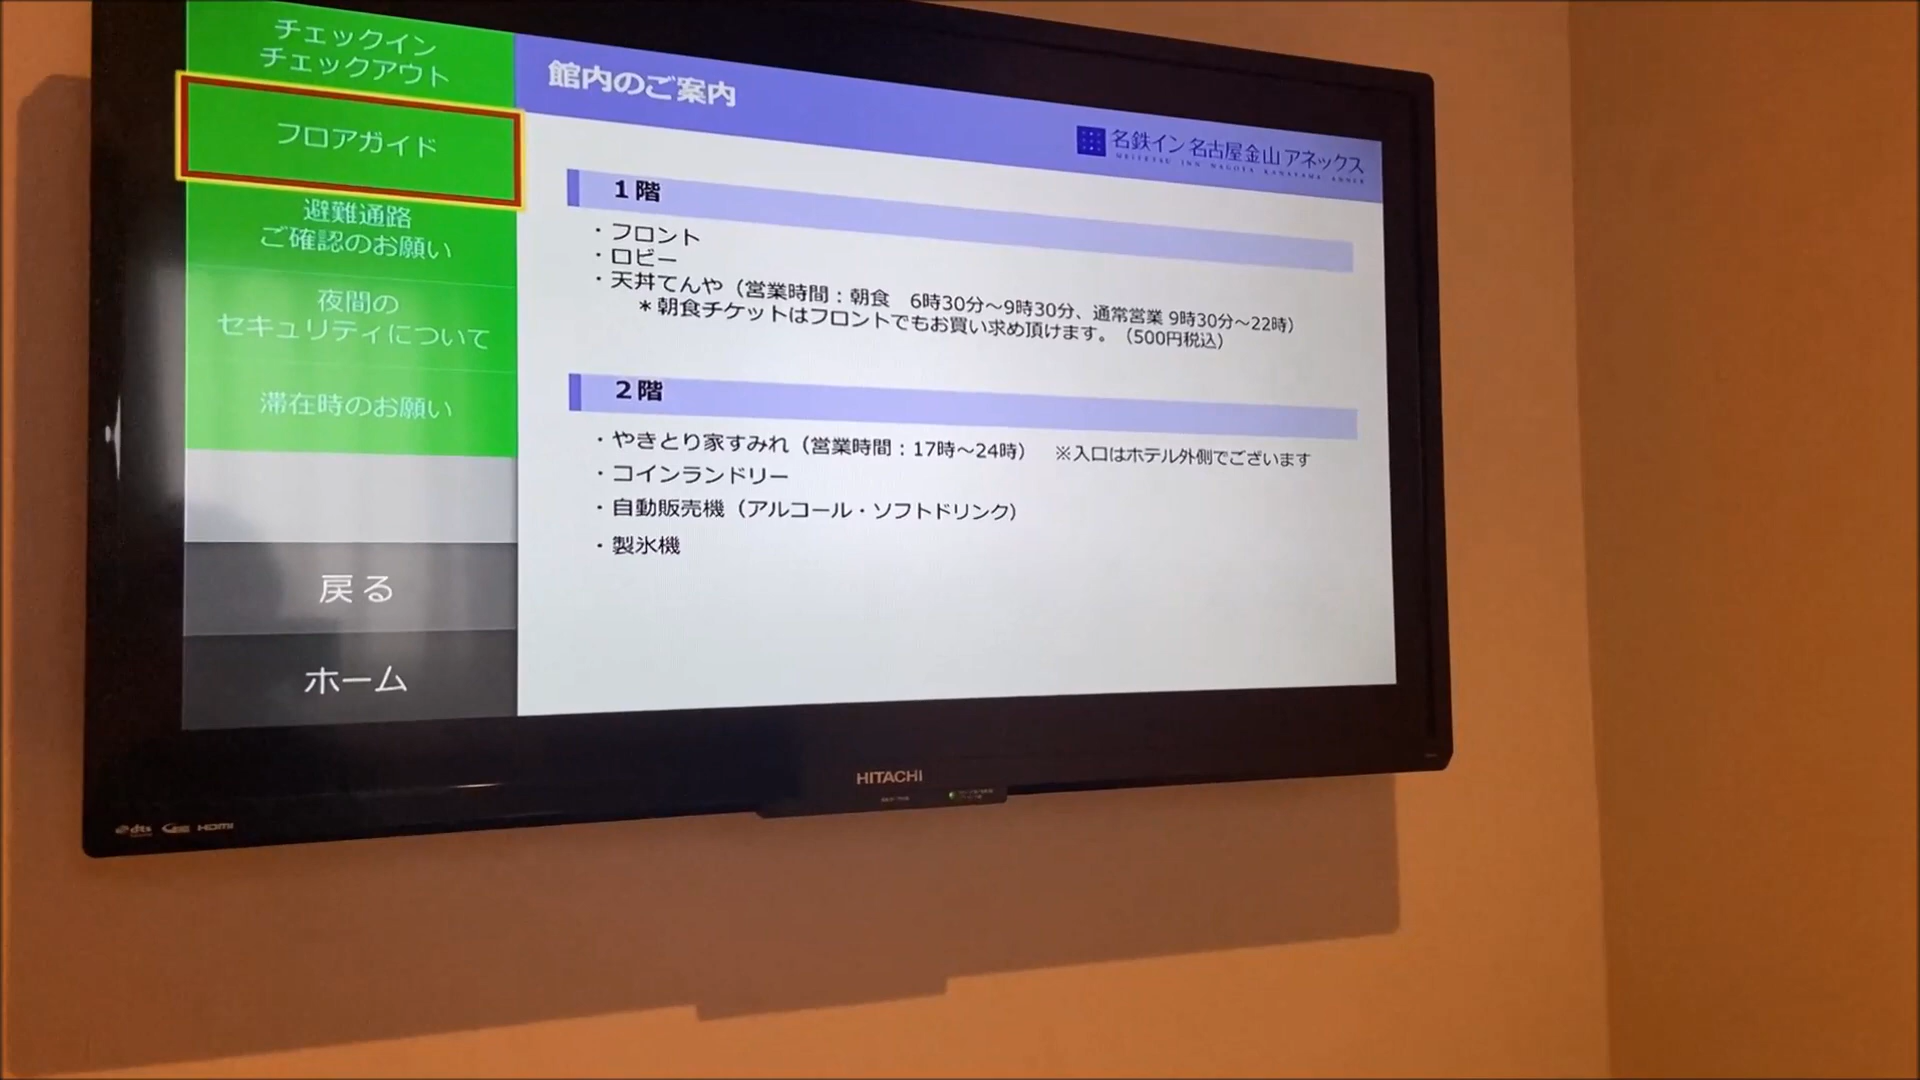 チェックイン
チェックアウト
フロアガイド
避難通路
ご確認のお願い
夜間の
セキュリティについて
滞在時のお願い
戻る
ホーム
館内のご案内
名鉄イン 名古屋金山 アネックス
MEITETSU INN NAGOYA KANAYAMA ANNEX
1階
・フロント
・ロビー
・天丼てんや（営業時間：朝食　6時30分～9時30分、通常営業 9時30分～22時）
＊朝食チケットはフロントでもお買い求め頂けます。（500円税込）
2階
・やきとり家すみれ（営業時間：17時～24時）　※入口はホテル外側でございます
・コインランドリー
・自動販売機（アルコール・ソフトドリンク）
・製氷機
HITACHI
dts
HDMI